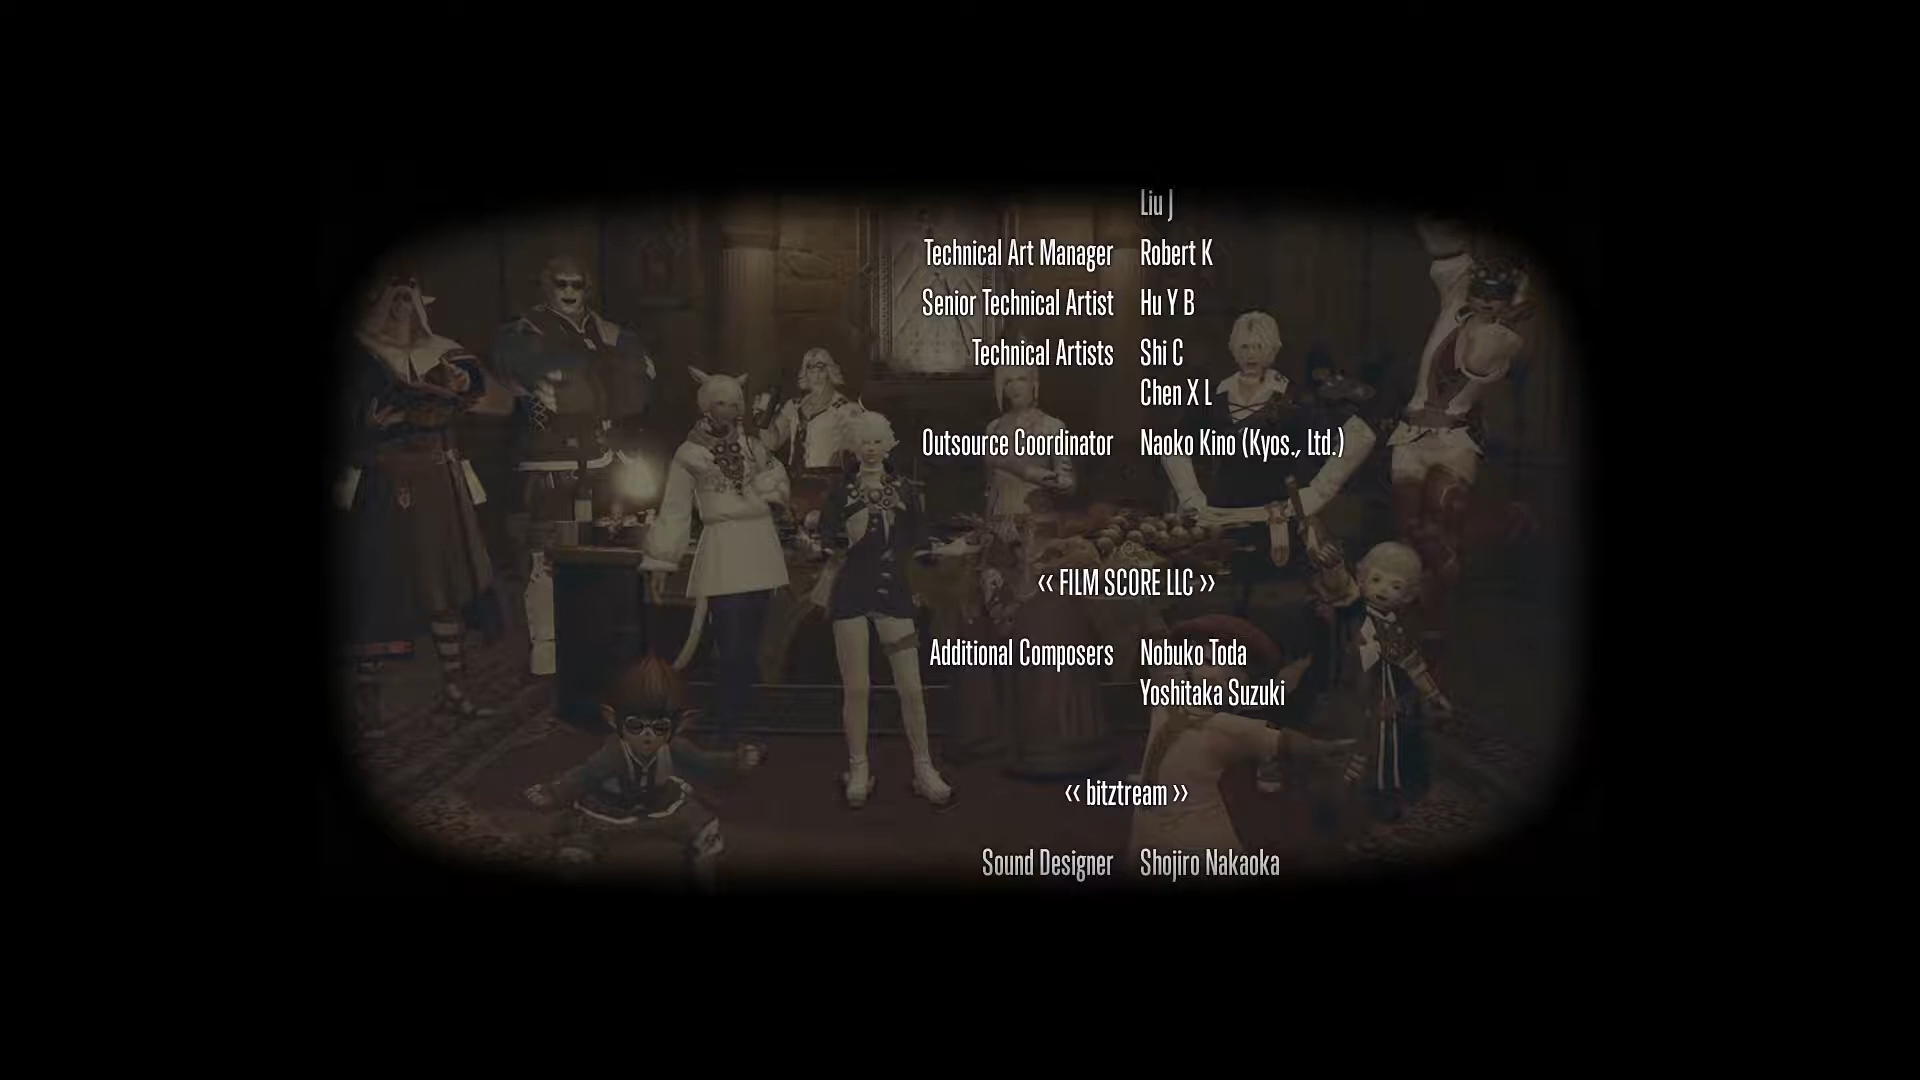 Liu J
Technical Art Manager Robert K
Senior Technical Artist Hu Y B
Technical Artists Shi C
Chen X L
Outsource Coordinator Naoko Kino (Kyos., Ltd.)
‹‹ FILM SCORE LLC ››
Additional Composers Nobuko Toda
Yoshitaka Suzuki
‹‹ bitztream ››
Sound Designer Shojiro Nakaoka